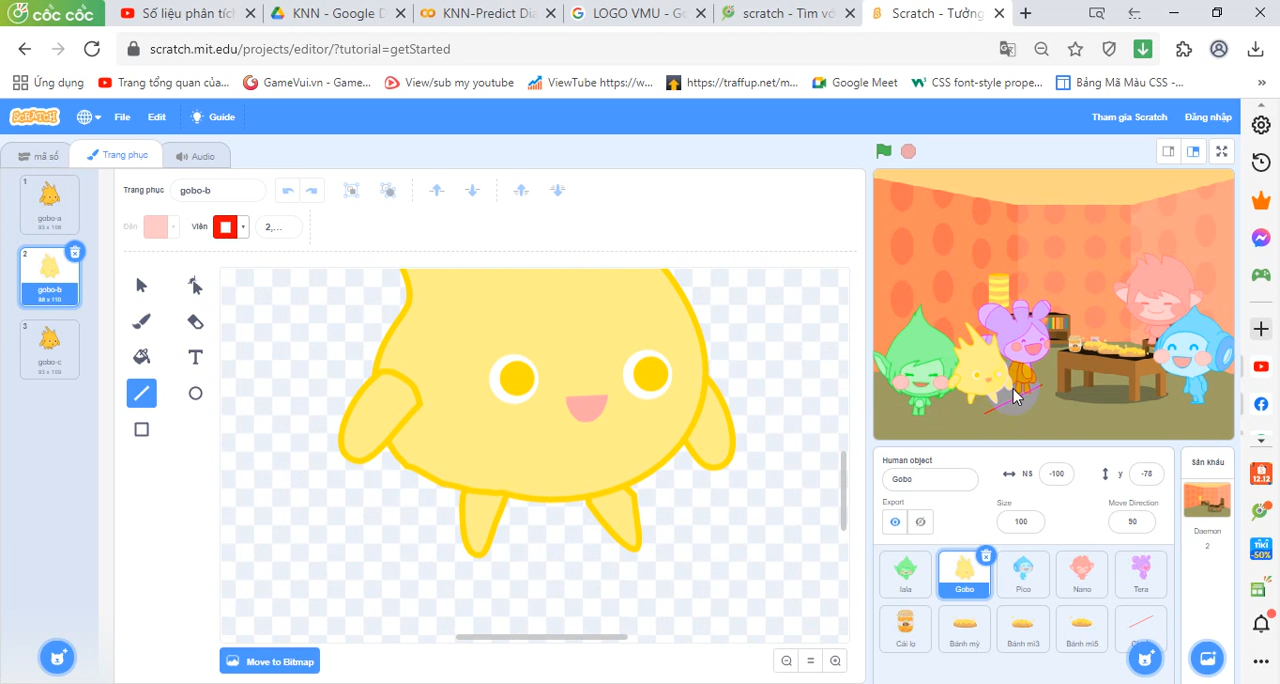 CỐC CỐC
Số liệu phân tích
KNN - Google D
KNN-Predict Dia
LOGO VMU - Go
scratch - Tìm vớ
Scratch - Tưởng
scratch.mit.edu/projects/editor/?tutorial=getStarted
Ứng dụng
Trang tổng quan của...
GameVui.vn - Game...
View/sub my youtube
ViewTube https://w...
https://traffup.net/m...
Google Meet
CSS font-style prope...
Bảng Mã Màu CSS -...
SCRATCH
File
Edit
Guide
Tham gia Scratch
Đăng nhập
mã số
Trang phục
Audio
Trang phục
gobo-b
Viền
2,...
1
gobo-a
93 x 108
2
gobo-b
88 x 110
3
gobo-c
93 x 109
Move to Bitmap
Human object
Gobo
NS
-100
y
-78
Export
Size
100
Move Direction
90
Sân khấu
Daemon
2
lala
Gobo
Pico
Nano
Tera
Cái lọ
Bánh mỳ
Bánh mì3
Bánh mì5
12.12
TIKI
-50%